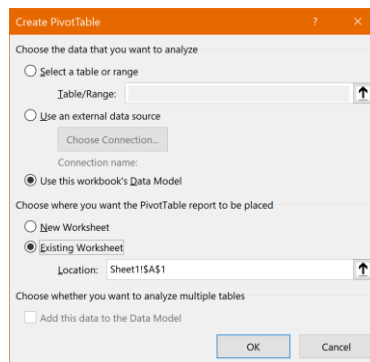 Create PivotTable ? ×
Choose the data that you want to analyze
Select a table or range
Table/Range:
Use an external data source
Choose Connection...
Connection name:
Use this workbook's Data Model
Choose where you want the PivotTable report to be placed
New Worksheet
Existing Worksheet
Location: Sheet1!$A$1
Choose whether you want to analyze multiple tables
Add this data to the Data Model
OK Cancel